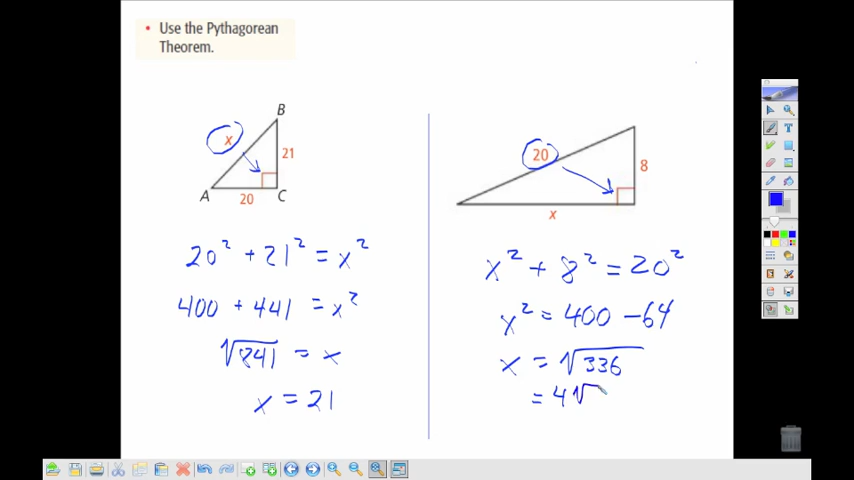 • Use the Pythagorean
Theorem.
B
x
21
A
20
C
20² + 21² = x²
400 + 441 = x²
√841 = x
x = 21
20
8
x
x² + 8² = 20²
x² = 400 - 64
x = √336
= 4√
T